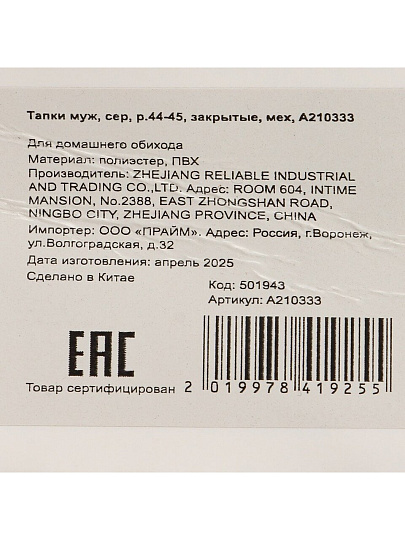 Тапки муж, сер, р.44-45, закрытые, мех, А210333
Для домашнего обихода
Материал: полиэстер, ПВХ
Производитель: ZHEJIANG RELIABLE INDUSTRIAL
AND TRADING CO.,LTD. Адрес: ROOM 604, INTIME
MANSION, No.2388, EAST ZHONGSHAN ROAD,
NINGBO CITY, ZHEJIANG PROVINCE, CHINA
Импортер: ООО «ПРАЙМ». Адрес: Россия, г.Воронеж,
ул.Волгоградская, д.32
Дата изготовления: апрель 2025
Сделано в Китае
Код: 501943
Артикул: А210333
ЕАС
Товар сертифицирован
2 019978 419255